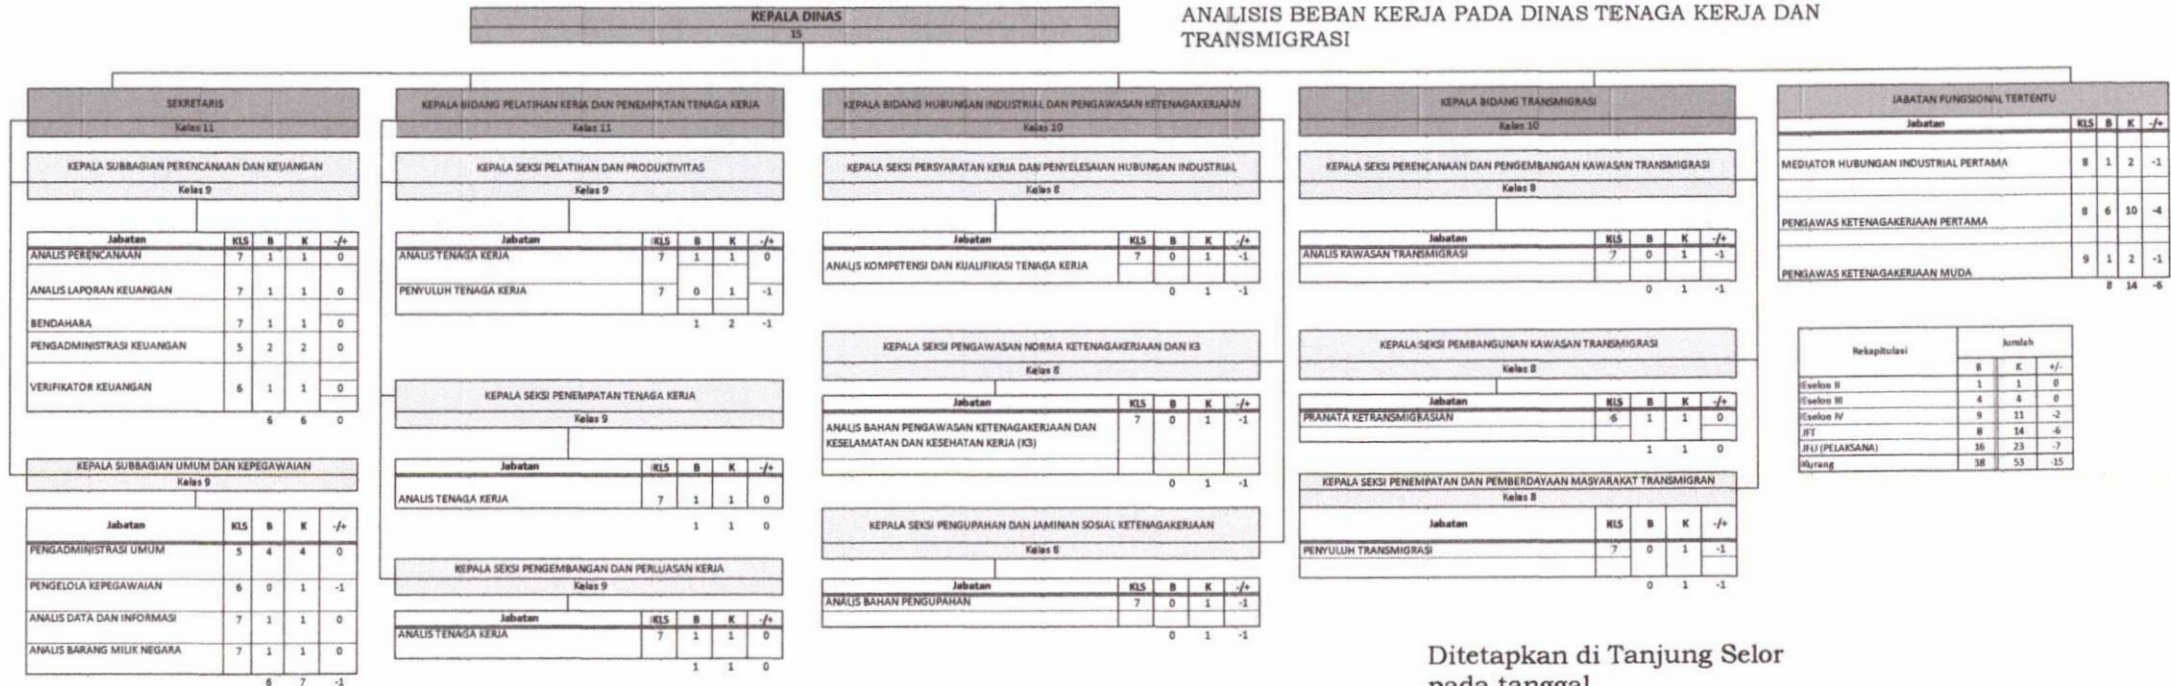 ANALISIS BEBAN KERJA PADA DINAS TENAGA KERJA DAN
TRANSMIGRASI
KEPALA DINAS
15
SEKRETARIS
Kelas 11
KEPALA SUBBAGIAN PERENCANAAN DAN KEUANGAN
Kelas 9
Jabatan KLS B K -/+
ANALIS PERENCANAAN 7 1 1 0
ANALIS LAPORAN KEUANGAN 7 1 1 0
BENDAHARA 7 1 1 0
PENGADMINISTRASI KEUANGAN 5 2 2 0
VERIFIKATOR KEUANGAN 6 1 1 0
6 6 0
KEPALA SUBBAGIAN UMUM DAN KEPEGAWAIAN
Kelas 9
Jabatan KLS B K -/+
PENGADMINISTRASI UMUM 5 4 4 0
PENGELOLA KEPEGAWAIAN 6 0 1 -1
ANALIS DATA DAN INFORMASI 7 1 1 0
ANALIS BARANG MILIK NEGARA 7 1 1 0
6 7 -1
KEPALA BIDANG PELATIHAN KERJA DAN PENEMPATAN TENAGA KERJA
Kelas 11
KEPALA SEKSI PELATIHAN DAN PRODUKTIVITAS
Kelas 9
Jabatan KLS B K -/+
ANALIS TENAGA KERJA 7 1 1 0
PENYULUH TENAGA KERJA 7 0 1 -1
1 2 -1
KEPALA SEKSI PENEMPATAN TENAGA KERJA
Kelas 9
Jabatan KLS B K -/+
ANALIS TENAGA KERJA 7 1 1 0
1 1 0
KEPALA SEKSI PENGEMBANGAN DAN PERLUASAN KERJA
Kelas 9
Jabatan KLS B K -/+
ANALIS TENAGA KERJA 7 1 1 0
1 1 0
KEPALA BIDANG HUBUNGAN INDUSTRIAL DAN PENGAWASAN KETENAGAKERJAAN
Kelas 10
KEPALA SEKSI PERSYARATAN KERJA DAN PENYELESAIAN HUBUNGAN INDUSTRIAL
Kelas 8
Jabatan KLS B K -/+
ANALIS KOMPETENSI DAN KUALIFIKASI TENAGA KERJA 7 0 1 -1
0 1 -1
KEPALA SEKSI PENGAWASAN NORMA KETENAGAKERJAAN DAN K3
Kelas 8
Jabatan KLS B K -/+
ANALIS BAHAN PENGAWASAN KETENAGAKERJAAN DAN 7 0 1 -1
KESELAMATAN DAN KESEHATAN KERJA (K3)
0 1 -1
KEPALA SEKSI PENGUPAHAN DAN JAMINAN SOSIAL KETENAGAKERJAAN
Kelas 8
Jabatan KLS B K -/+
ANALIS BAHAN PENGUPAHAN 7 0 1 -1
0 1 -1
KEPALA BIDANG TRANSMIGRASI
Kelas 10
KEPALA SEKSI PERENCANAAN DAN PENGEMBANGAN KAWASAN TRANSMIGRASI
Kelas 8
Jabatan KLS B K -/+
ANALIS KAWASAN TRANSMIGRASI 7 0 1 -1
0 1 -1
KEPALA SEKSI PEMBANGUNAN KAWASAN TRANSMIGRASI
Kelas 8
Jabatan KLS B K -/+
PRANATA KETRANSMIGRASIAN 6 1 1 0
1 1 0
KEPALA SEKSI PENEMPATAN DAN PEMBERDAYAAN MASYARAKAT TRANSMIGRAN
Kelas 8
Jabatan KLS B K -/+
PENYULUH TRANSMIGRASI 7 0 1 -1
0 1 -1
JABATAN FUNGSIONAL TERTENTU
Jabatan KLS B K -/+
MEDIATOR HUBUNGAN INDUSTRIAL PERTAMA 8 1 2 -1
PENGAWAS KETENAGAKERJAAN PERTAMA 8 6 10 -4
PENGAWAS KETENAGAKERJAAN MUDA 9 1 2 -1
8 14 -6
Rekapitulasi Jumlah
B K +/-
Eselon II 1 1 0
Eselon III 4 4 0
Eselon IV 9 11 -2
JFT 8 14 -6
JFU (PELAKSANA) 16 23 -7
Kurang 38 53 -15
Ditetapkan di Tanjung Selor
pada tanggal